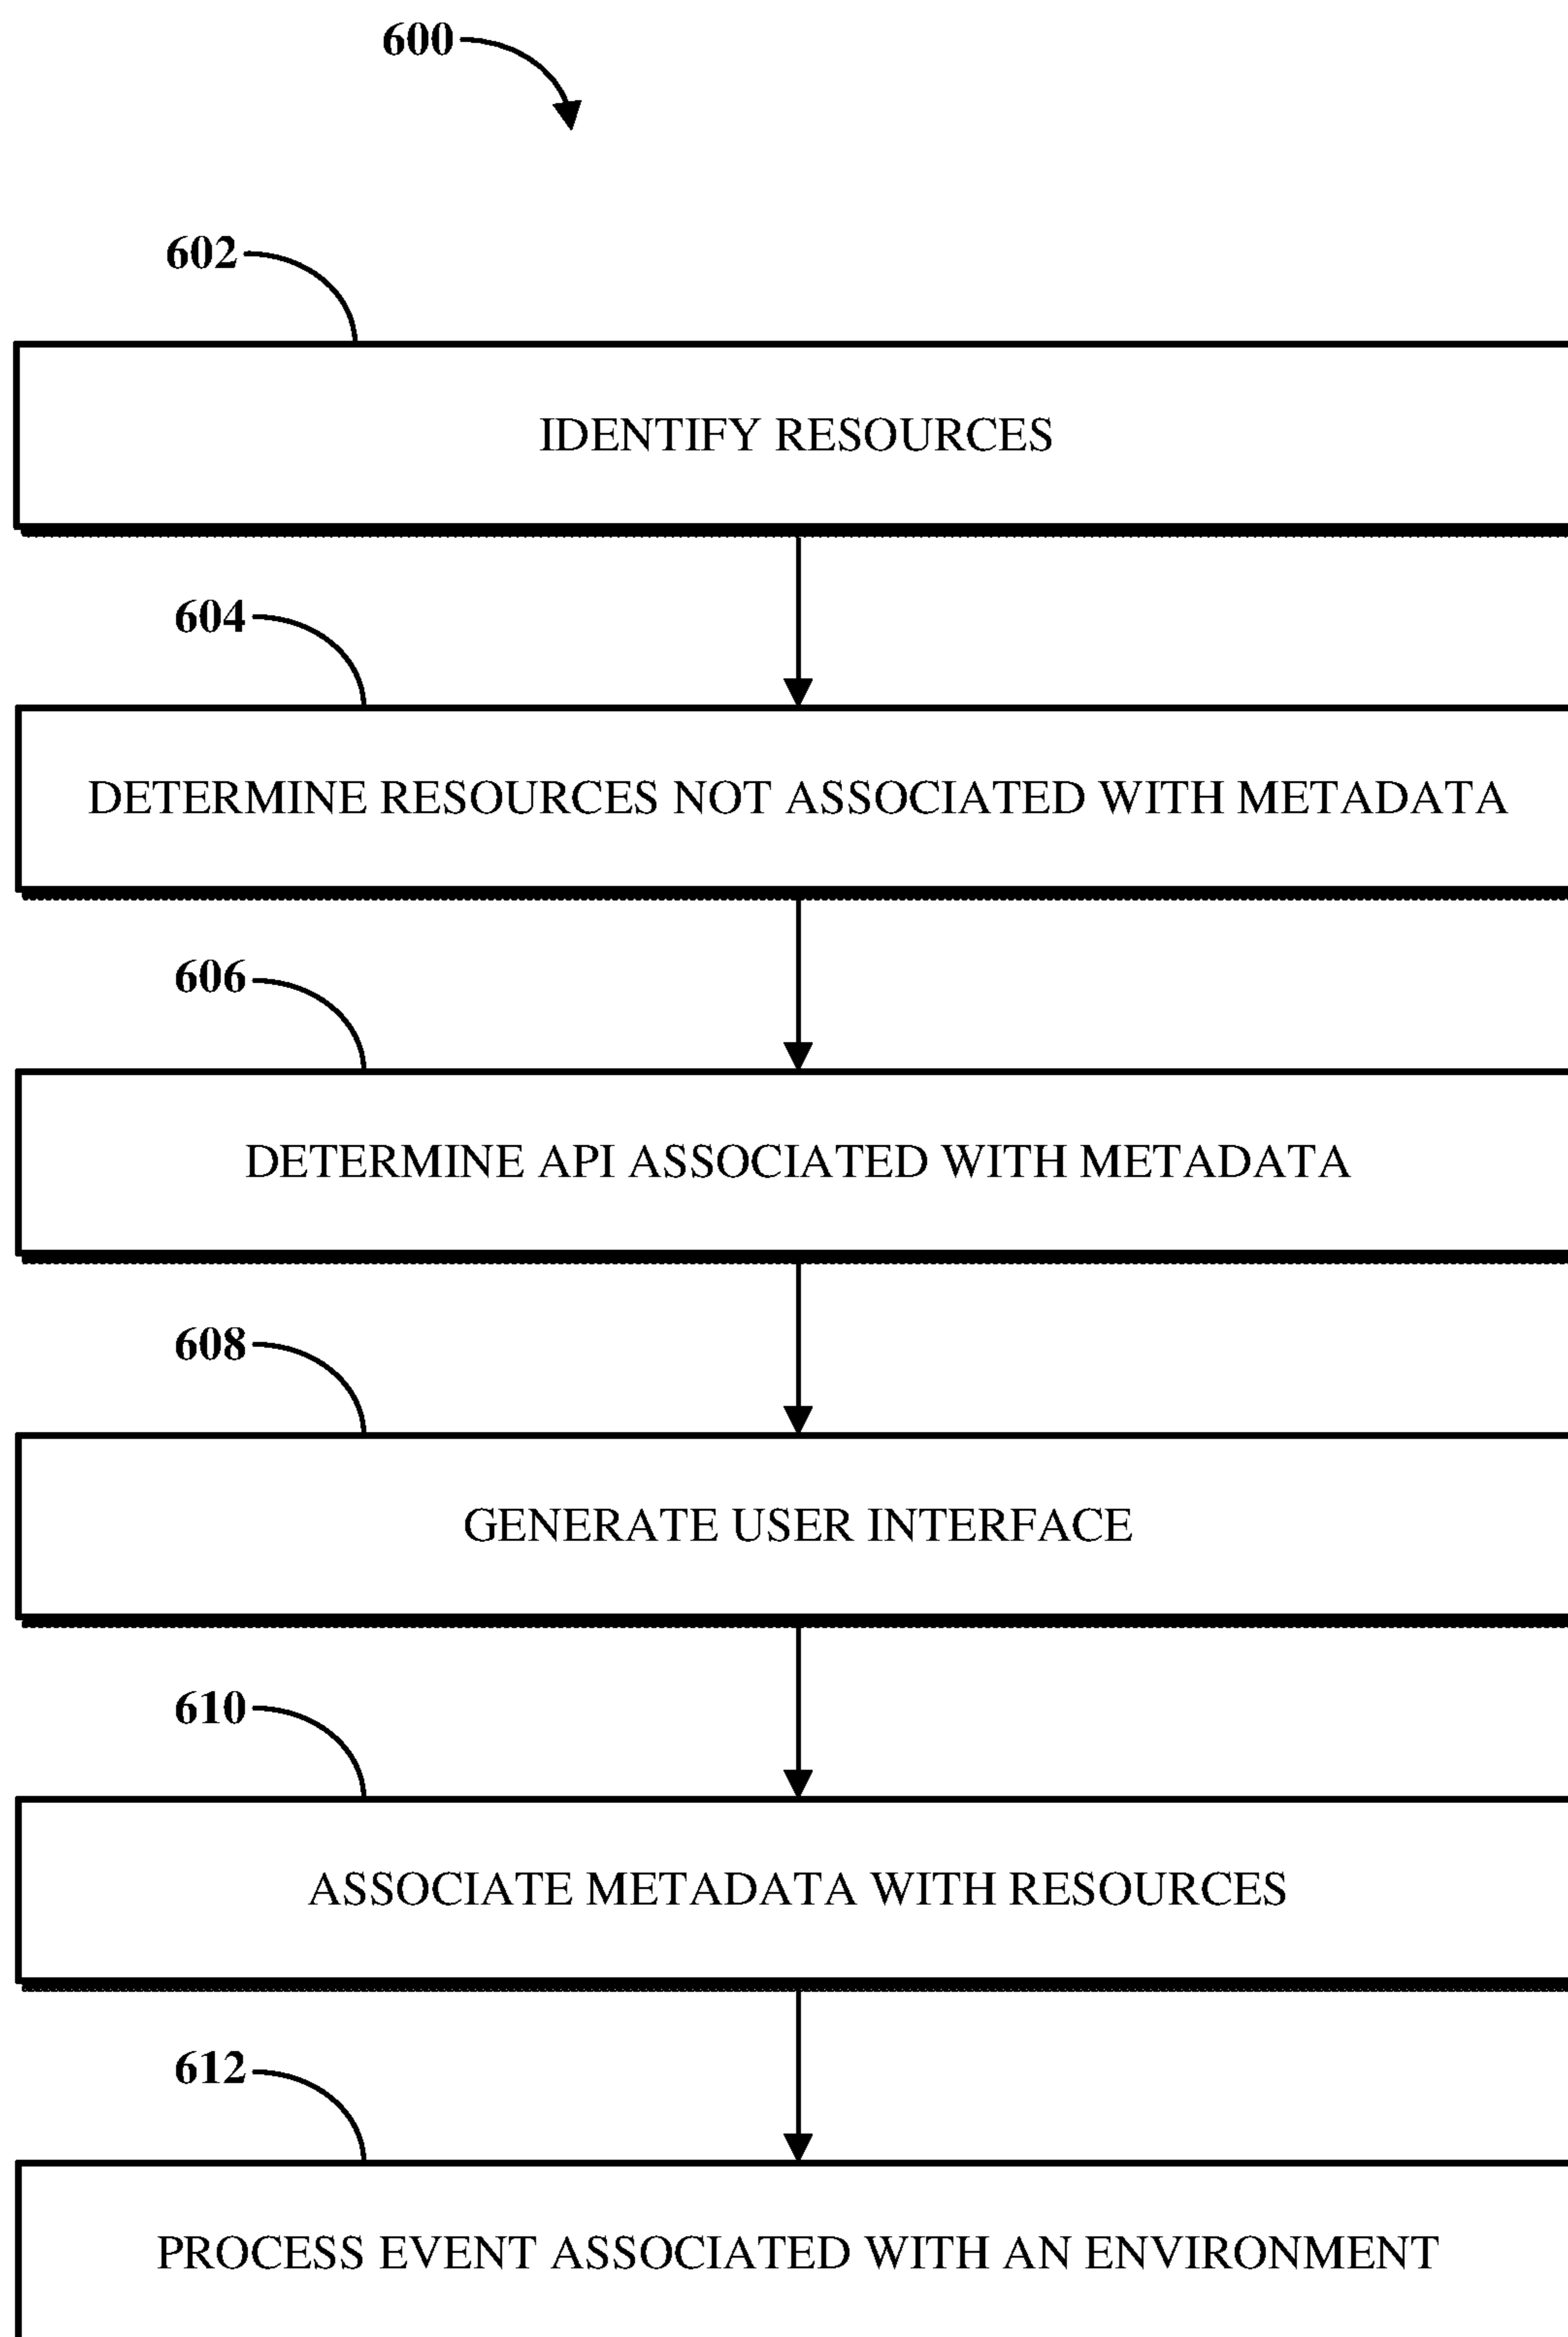 600
602
IDENTIFY RESOURCES
604
DETERMINE RESOURCES NOT ASSOCIATED WITH METADATA
606
DETERMINE API ASSOCIATED WITH METADATA
608
GENERATE USER INTERFACE
610
ASSOCIATE METADATA WITH RESOURCES
612
PROCESS EVENT ASSOCIATED WITH AN ENVIRONMENT